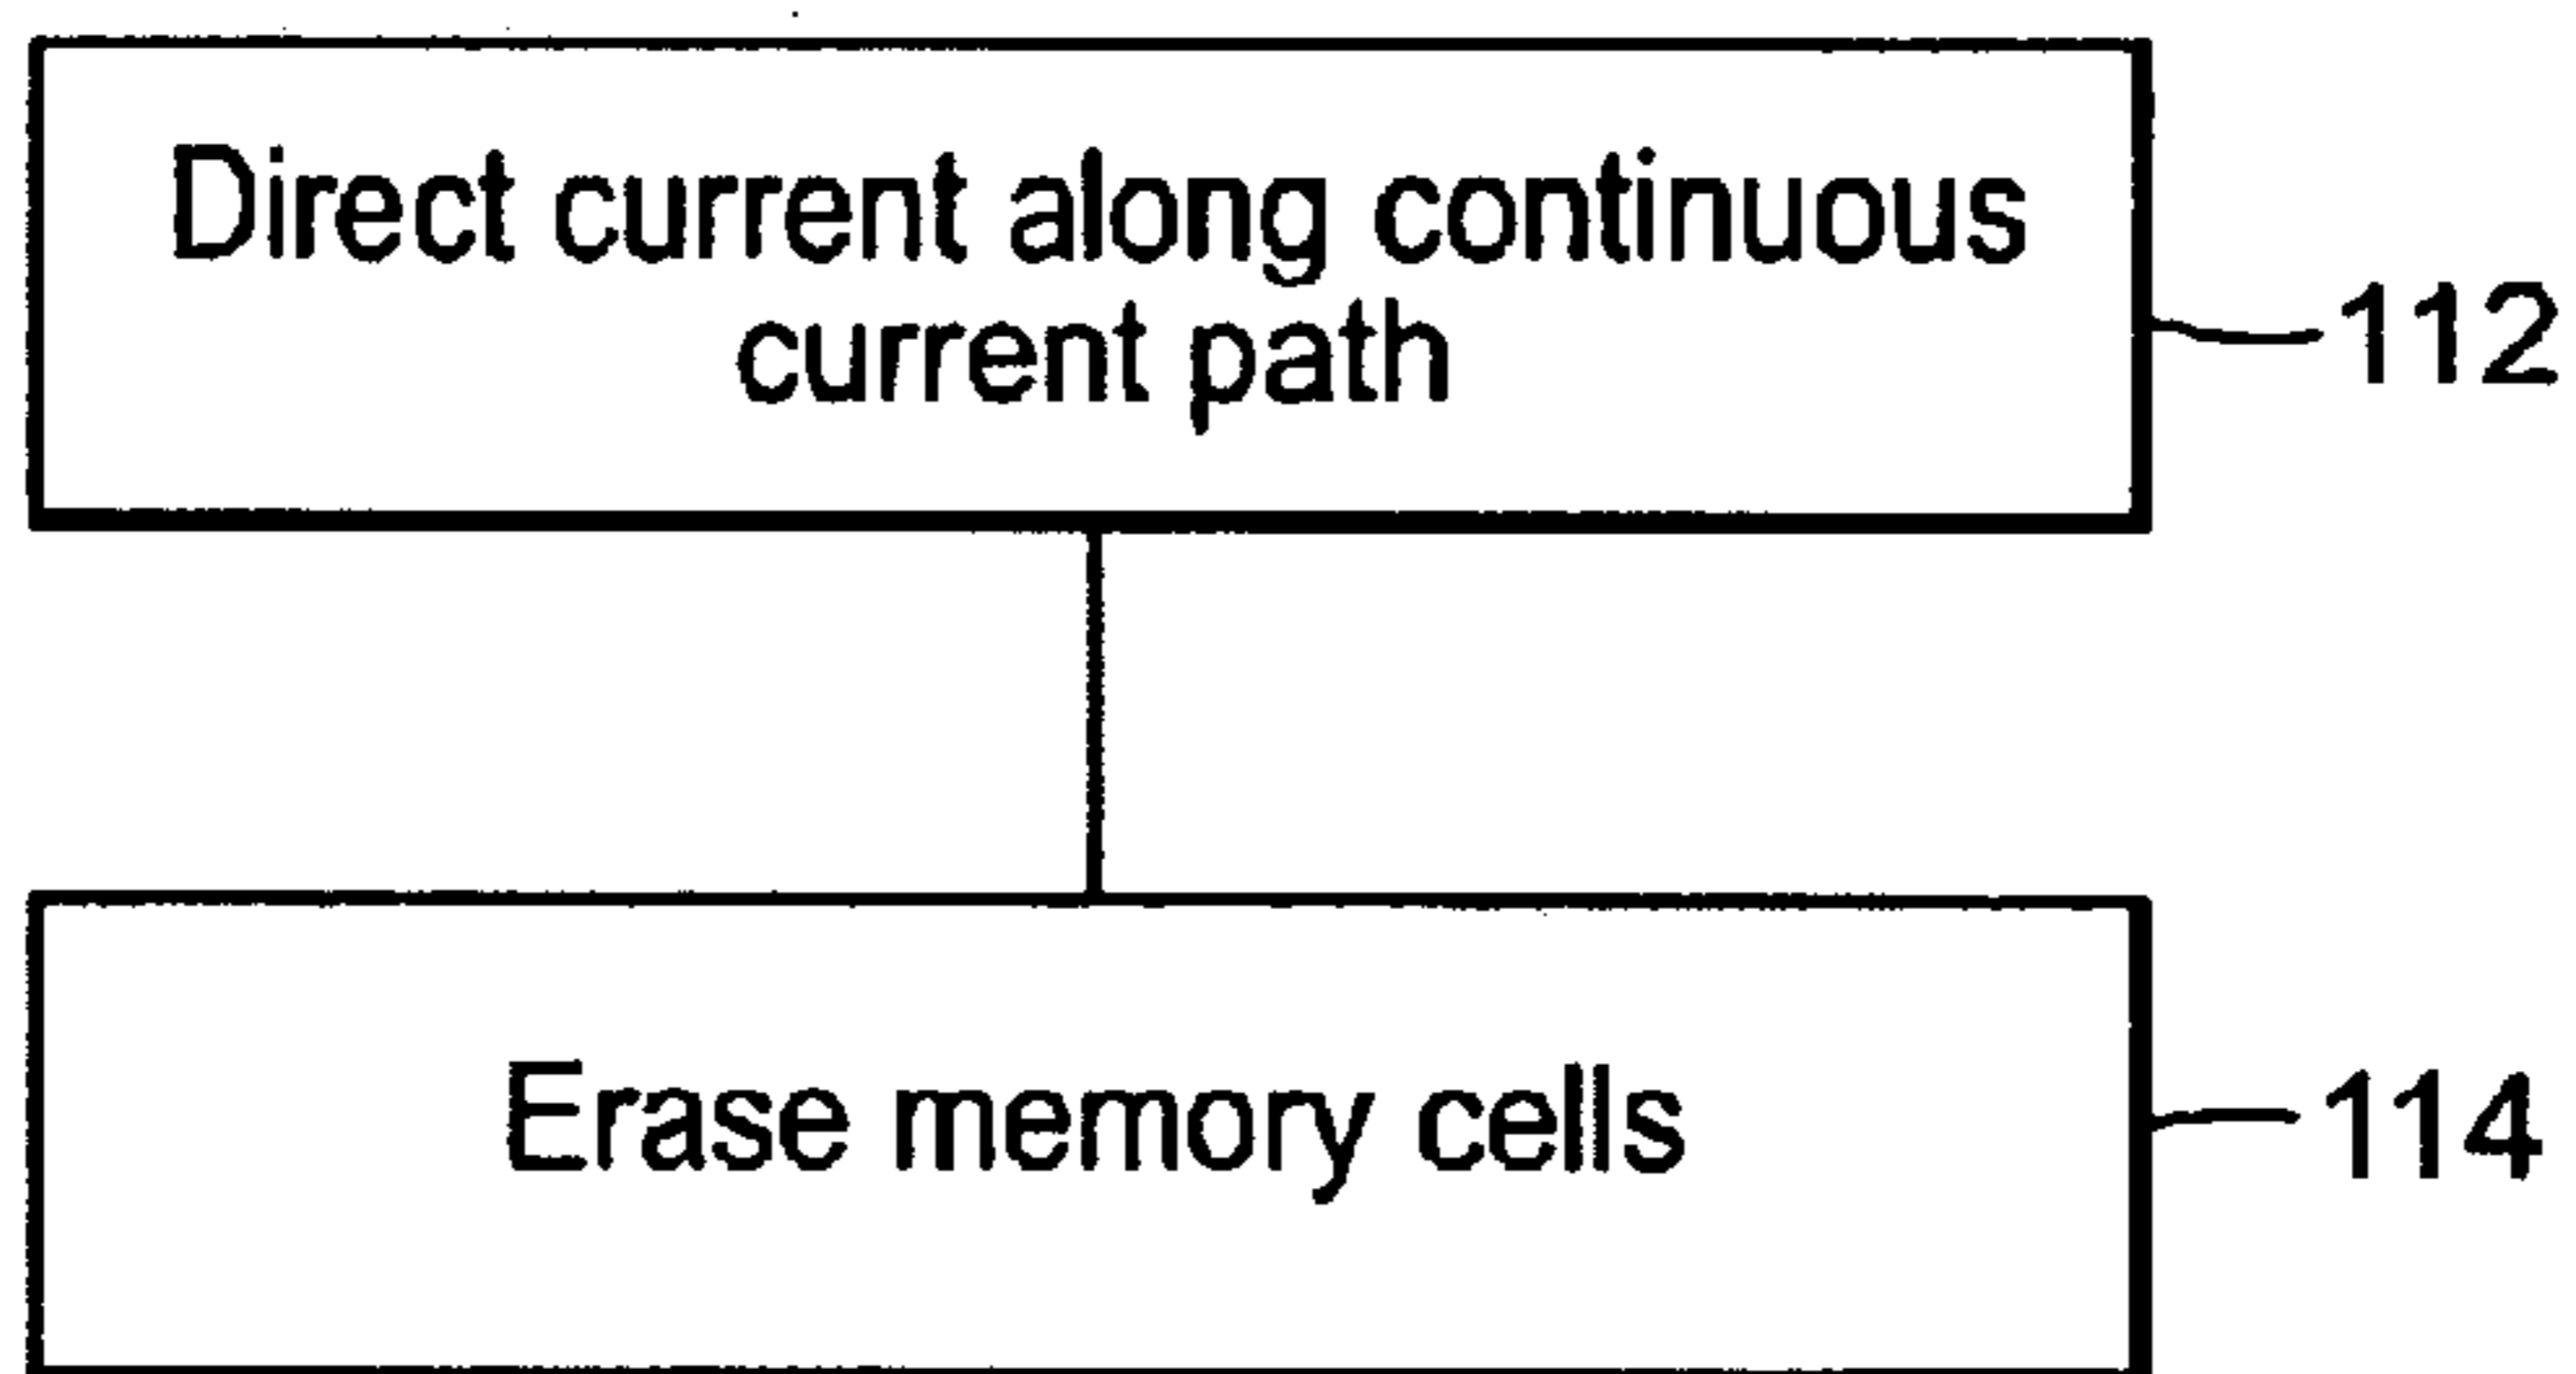 Direct current along continuous
current path
112
Erase memory cells
114